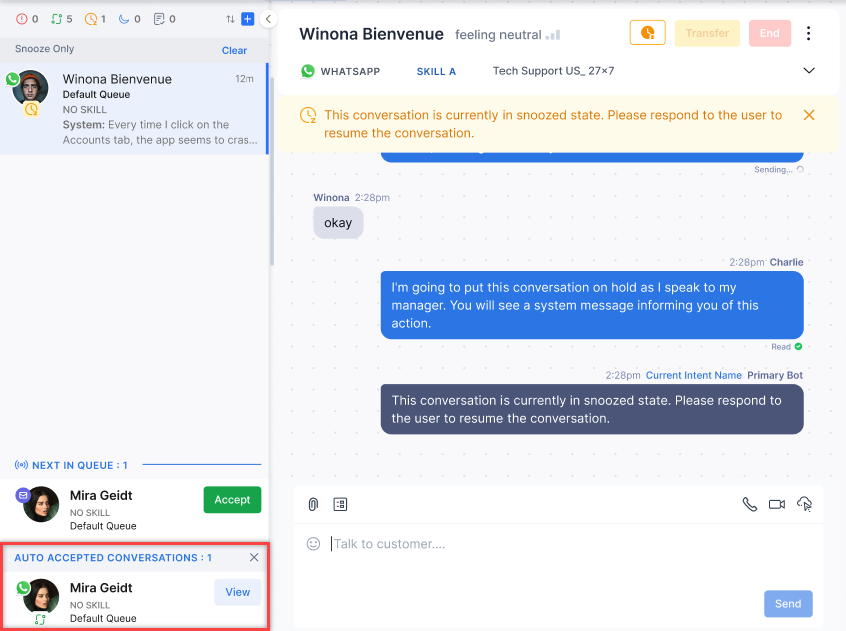 0 5 1 0 0
Snooze Only Clear
Winona Bienvenue 12m
Default Queue
NO SKILL
System: Every time I click on the
Accounts tab, the app seems to cras...
NEXT IN QUEUE : 1
Mira Geidt
NO SKILL
Default Queue
Accept
AUTO ACCEPTED CONVERSATIONS : 1
Mira Geidt
NO SKILL
Default Queue
View
Winona Bienvenue feeling neutral
Transfer
End
WHATSAPP SKILL A Tech Support US_ 27x7
This conversation is currently in snoozed state. Please respond to the user to
resume the conversation.
Sending...
Winona 2:28pm
okay
2:28pm Charlie
I'm going to put this conversation on hold as I speak to my
manager. You will see a system message informing you of this
action.
Read
2:28pm Current Intent Name Primary Bot
This conversation is currently in snoozed state. Please respond to
the user to resume the conversation.
Talk to customer....
Send